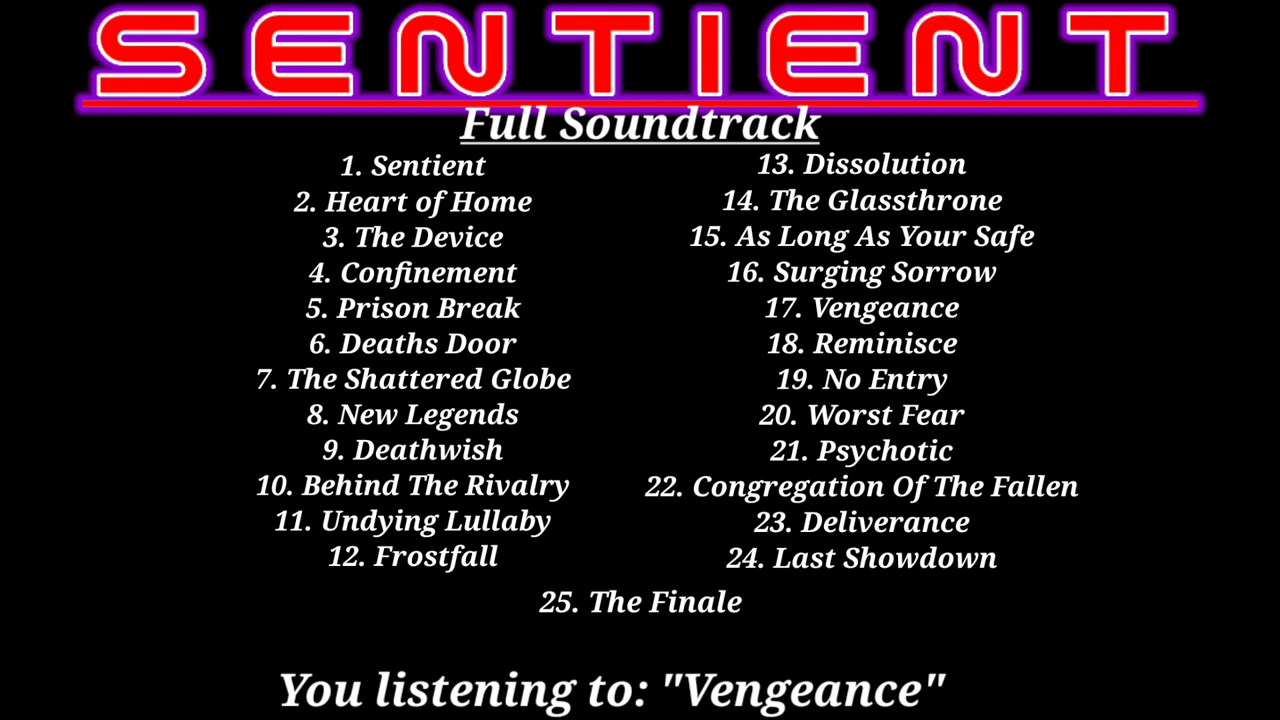 SENTIENT
Full Soundtrack
1. Sentient
2. Heart of Home
3. The Device
4. Confinement
5. Prison Break
6. Deaths Door
7. The Shattered Globe
8. New Legends
9. Deathwish
10. Behind The Rivalry
11. Undying Lullaby
12. Frostfall
13. Dissolution
14. The Glassthrone
15. As Long As Your Safe
16. Surging Sorrow
17. Vengeance
18. Reminisce
19. No Entry
20. Worst Fear
21. Psychotic
22. Congregation Of The Fallen
23. Deliverance
24. Last Showdown
25. The Finale
You listening to: "Vengeance"